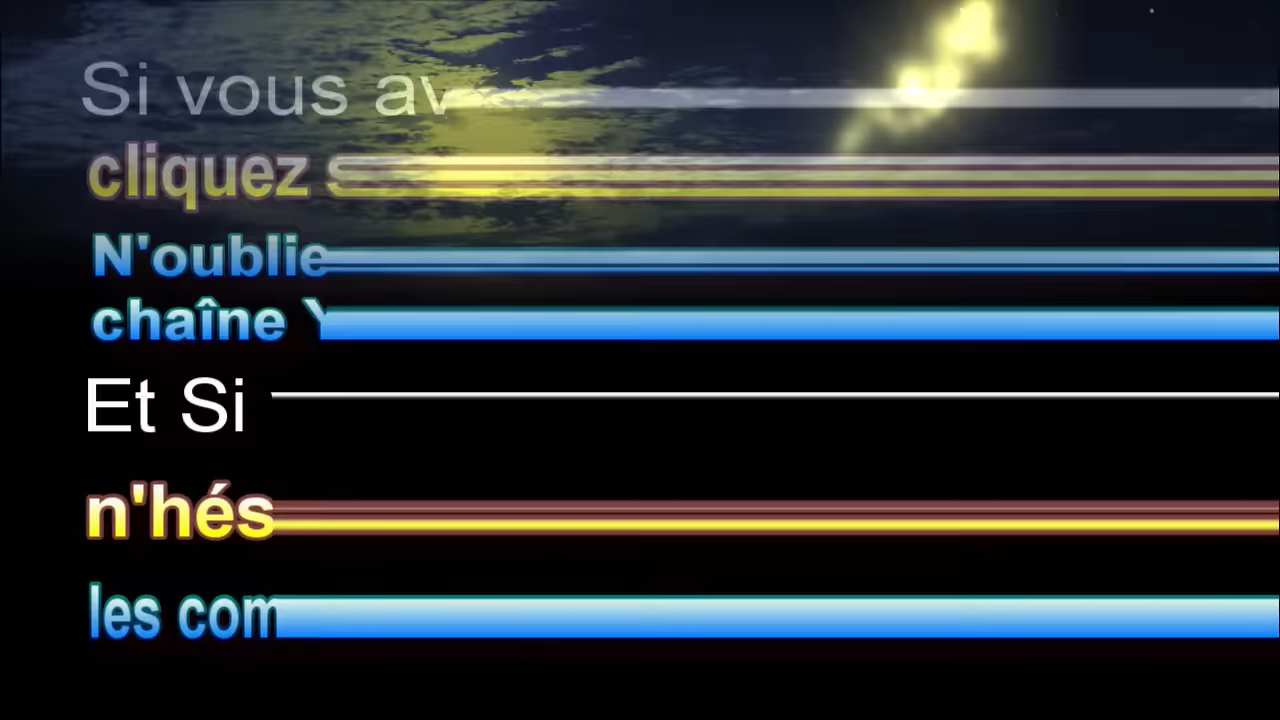 Si vous av
cliquez s
N'oublie
chaîne Y
Et Si
n'hés
les com